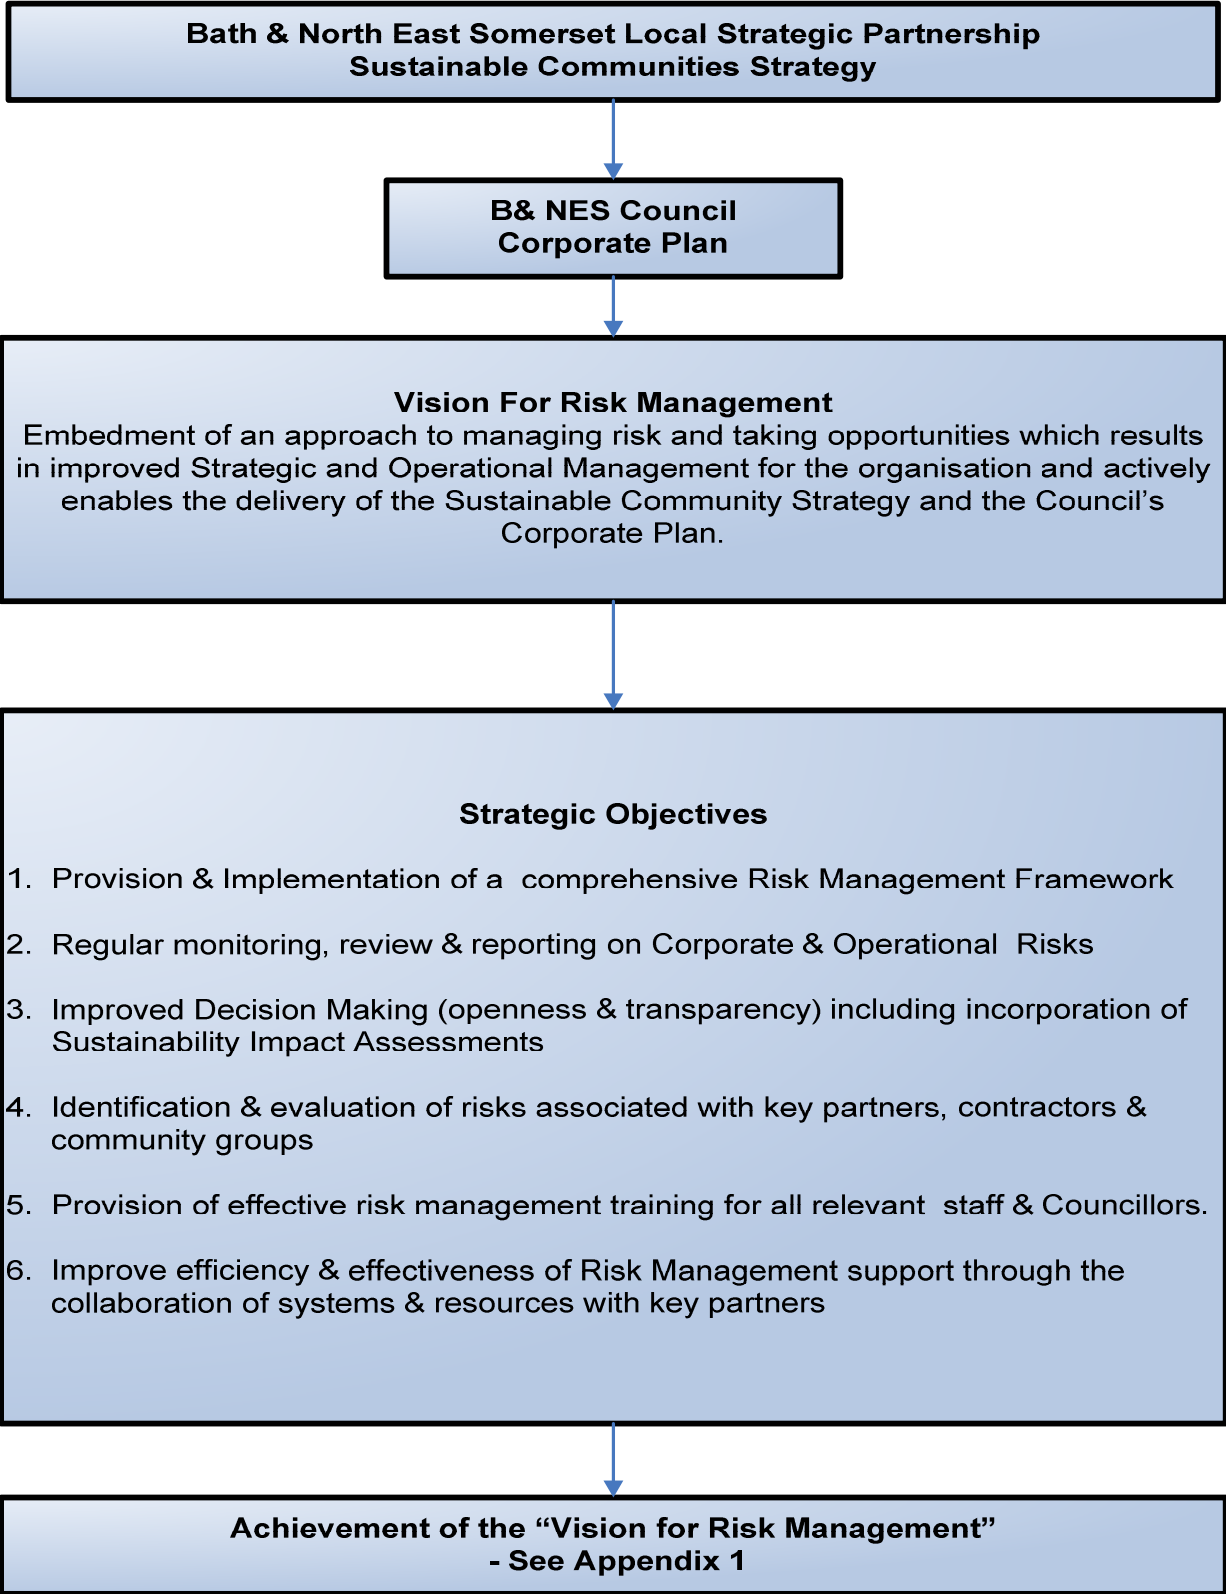 Bath & North East Somerset Local Strategic Partnership
Sustainable Communities Strategy
B& NES Council
Corporate Plan
Vision For Risk Management
Embedment of an approach to managing risk and taking opportunities which results
in improved Strategic and Operational Management for the organisation and actively
enables the delivery of the Sustainable Community Strategy and the Council’s
Corporate Plan.
Strategic Objectives
1. Provision & Implementation of a  comprehensive Risk Management Framework
2. Regular monitoring, review & reporting on Corporate & Operational  Risks
3. Improved Decision Making (openness & transparency) including incorporation of
Sustainability Impact Assessments
4. Identification & evaluation of risks associated with key partners, contractors &
community groups
5. Provision of effective risk management training for all relevant  staff & Councillors.
6. Improve efficiency & effectiveness of Risk Management support through the
collaboration of systems & resources with key partners
Achievement of the “Vision for Risk Management”
- See Appendix 1